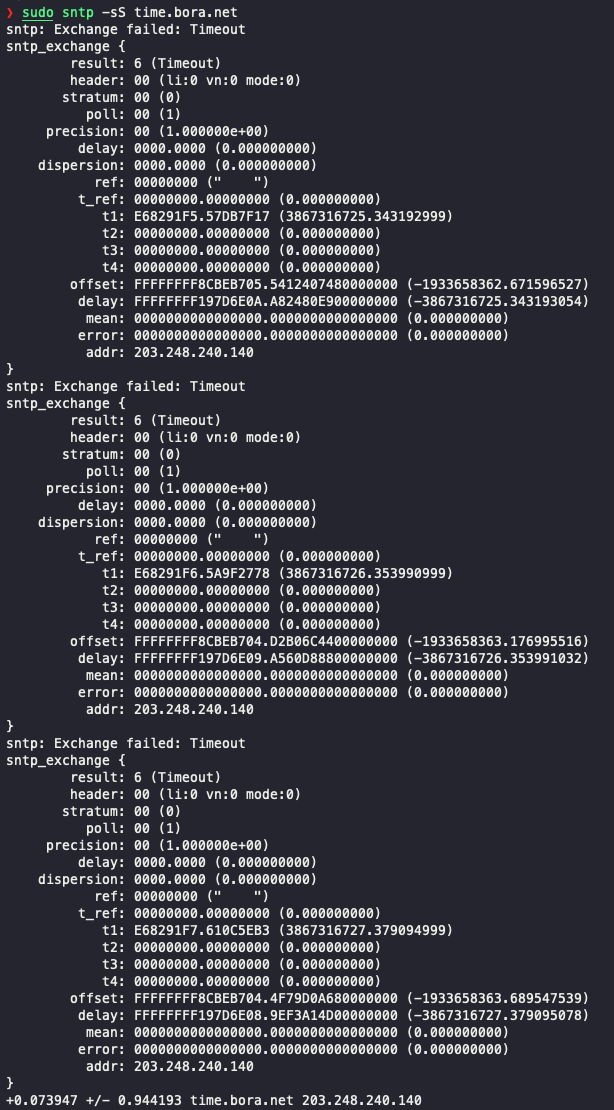 ❯ sudo sntp -sS time.bora.net
sntp: Exchange failed: Timeout
sntp_exchange {
        result: 6 (Timeout)
        header: 00 (li:0 vn:0 mode:0)
       stratum: 00 (0)
          poll: 00 (1)
     precision: 00 (1.000000e+00)
         delay: 0000.0000 (0.000000000)
    dispersion: 0000.0000 (0.000000000)
           ref: 00000000 ("    ")
         t_ref: 00000000.00000000 (0.000000000)
            t1: E68291F5.57DB7F17 (3867316725.343192999)
            t2: 00000000.00000000 (0.000000000)
            t3: 00000000.00000000 (0.000000000)
            t4: 00000000.00000000 (0.000000000)
        offset: FFFFFFFF8CBEB705.5412407480000000 (-1933658362.671596527)
         delay: FFFFFFFF197D6E0A.A82480E900000000 (-3867316725.343193054)
          mean: 0000000000000000.0000000000000000 (0.000000000)
         error: 0000000000000000.0000000000000000 (0.000000000)
          addr: 203.248.240.140
}
sntp: Exchange failed: Timeout
sntp_exchange {
        result: 6 (Timeout)
        header: 00 (li:0 vn:0 mode:0)
       stratum: 00 (0)
          poll: 00 (1)
     precision: 00 (1.000000e+00)
         delay: 0000.0000 (0.000000000)
    dispersion: 0000.0000 (0.000000000)
           ref: 00000000 ("    ")
         t_ref: 00000000.00000000 (0.000000000)
            t1: E68291F6.5A9F2778 (3867316726.353990999)
            t2: 00000000.00000000 (0.000000000)
            t3: 00000000.00000000 (0.000000000)
            t4: 00000000.00000000 (0.000000000)
        offset: FFFFFFFF8CBEB704.D2B06C4400000000 (-1933658363.176995516)
         delay: FFFFFFFF197D6E09.A560D88800000000 (-3867316726.353991032)
          mean: 0000000000000000.0000000000000000 (0.000000000)
         error: 0000000000000000.0000000000000000 (0.000000000)
          addr: 203.248.240.140
}
sntp: Exchange failed: Timeout
sntp_exchange {
        result: 6 (Timeout)
        header: 00 (li:0 vn:0 mode:0)
       stratum: 00 (0)
          poll: 00 (1)
     precision: 00 (1.000000e+00)
         delay: 0000.0000 (0.000000000)
    dispersion: 0000.0000 (0.000000000)
           ref: 00000000 ("    ")
         t_ref: 00000000.00000000 (0.000000000)
            t1: E68291F7.610C5EB3 (3867316727.379094999)
            t2: 00000000.00000000 (0.000000000)
            t3: 00000000.00000000 (0.000000000)
            t4: 00000000.00000000 (0.000000000)
        offset: FFFFFFFF8CBEB704.4F79D0A680000000 (-1933658363.689547539)
         delay: FFFFFFFF197D6E08.9EF3A14D00000000 (-3867316727.379095078)
          mean: 0000000000000000.0000000000000000 (0.000000000)
         error: 0000000000000000.0000000000000000 (0.000000000)
          addr: 203.248.240.140
}
+0.073947 +/- 0.944193 time.bora.net 203.248.240.140